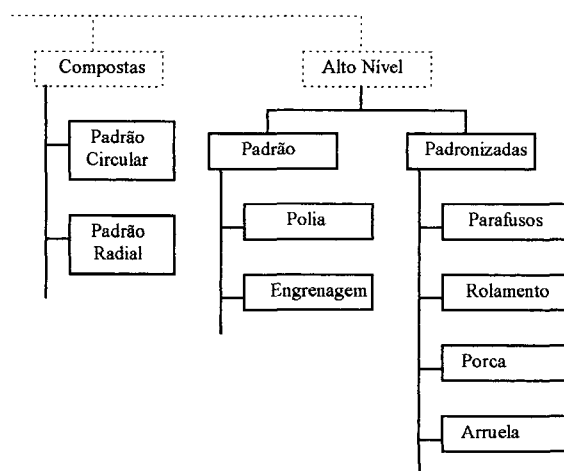 Compostas
Alto Nível
Padrão
Circular
Padrão
Radial
Padrão
Polia
Engrenagem
Padronizadas
Parafusos
Rolamento
Porca
Arruela